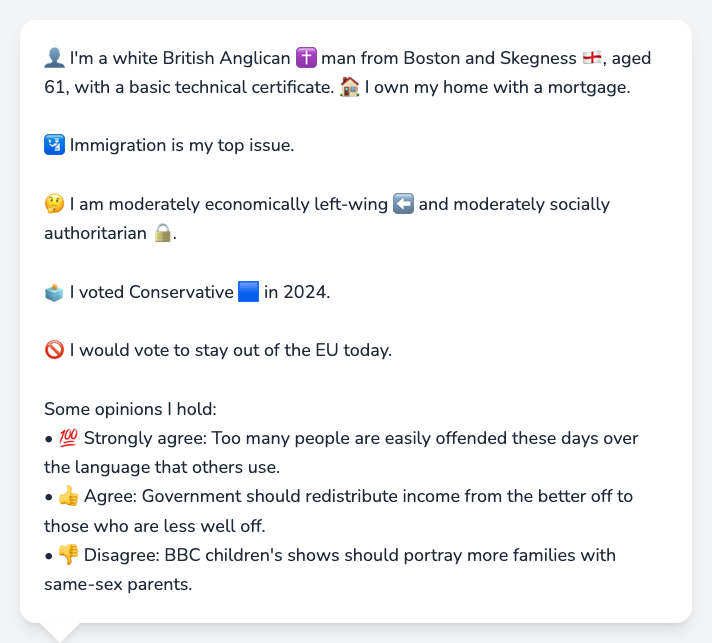 👤 I'm a white British Anglican ✝️ man from Boston and Skegness 🏴󠁧󠁢󠁥󠁮󠁧󠁿, aged
61, with a basic technical certificate. 🏠 I own my home with a mortgage.
🛂 Immigration is my top issue.
🤔 I am moderately economically left-wing ⬅️ and moderately socially
authoritarian 🔒.
🗳️ I voted Conservative 🟦 in 2024.
🚫 I would vote to stay out of the EU today.
Some opinions I hold:
• 💯 Strongly agree: Too many people are easily offended these days over
the language that others use.
• 👍 Agree: Government should redistribute income from the better off to
those who are less well off.
• 👎 Disagree: BBC children's shows should portray more families with
same-sex parents.